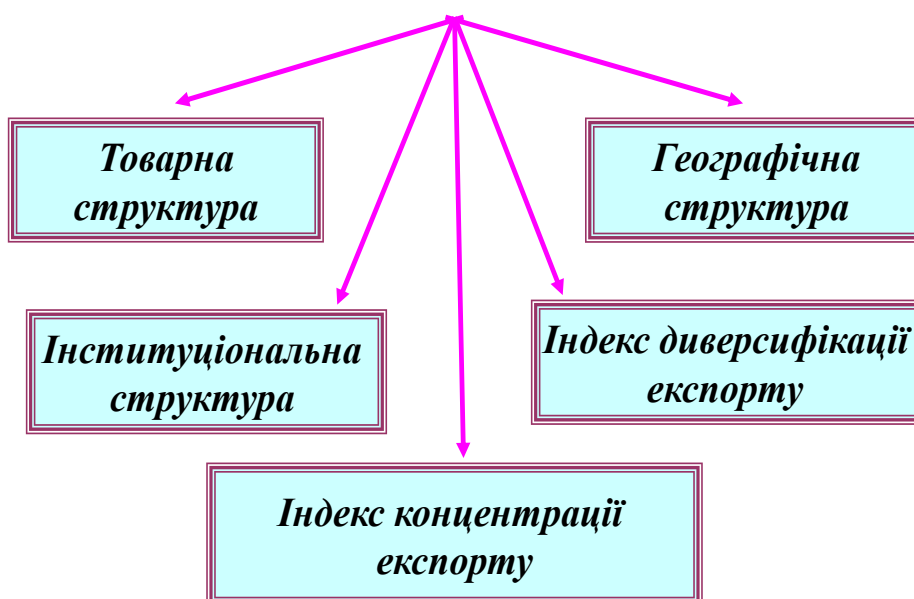 Товарна
структура
Географічна
структура
Інституціональна
структура
Індекс диверсифікації
експорту
Індекс концентрації
експорту